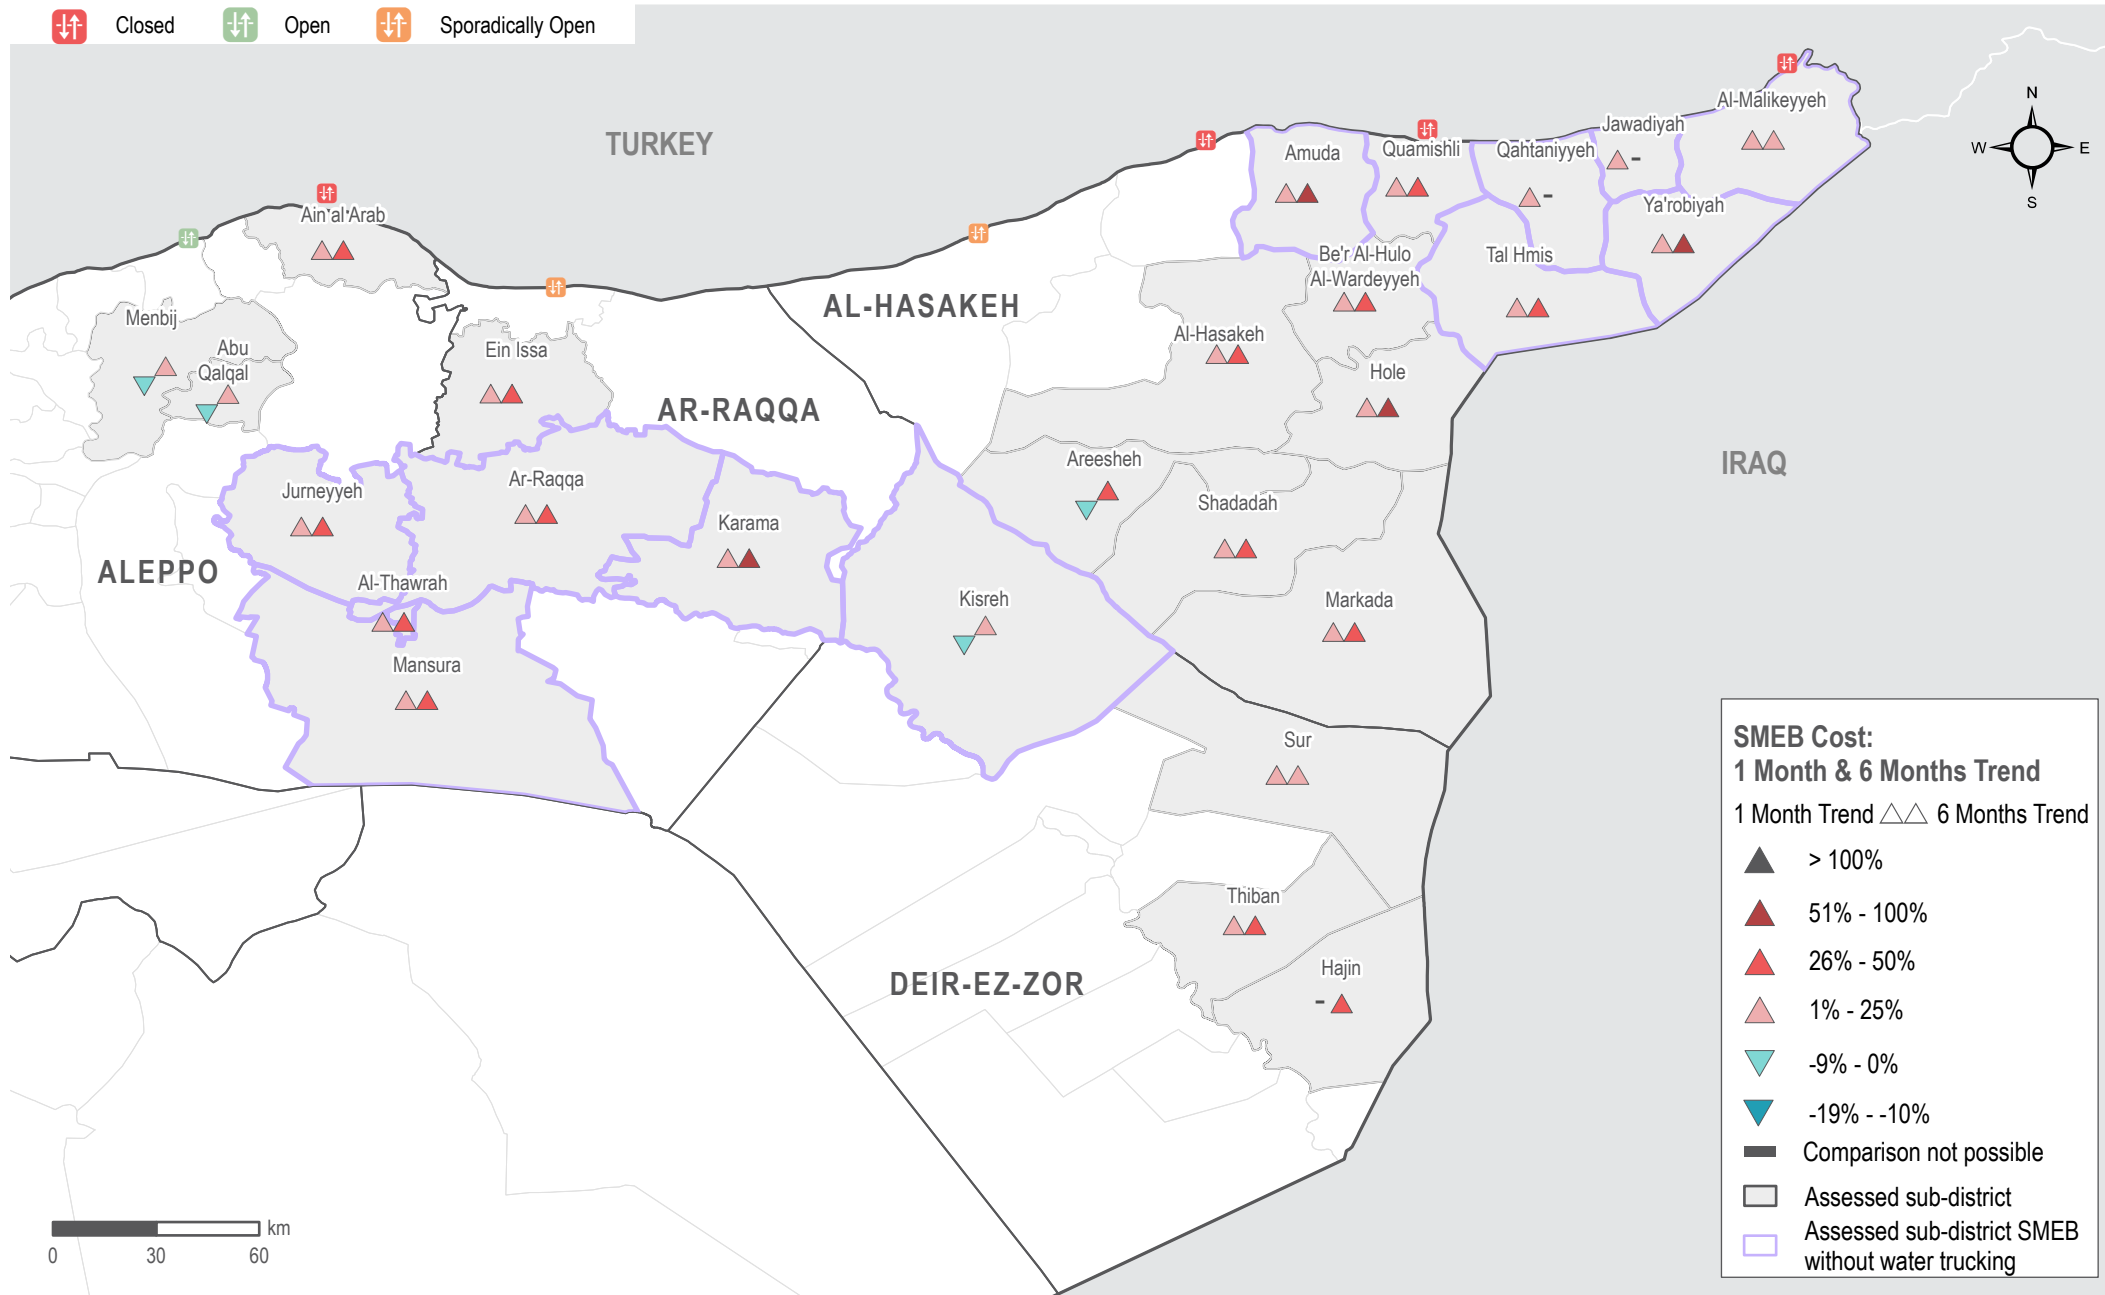 Closed
Open
Sporadically Open
TURKEY
N
W
E
S
Al-Malikeyyeh
Jawadiyah
-
Qahtaniyyeh
-
Quamishli
Amuda
Ya'robiyah
Ain'al'Arab
Be'r Al-Hulo
Al-Wardeyyeh
Tal Hmis
AL-HASAKEH
Menbij
Abu
Qalqal
Ein Issa
Al-Hasakeh
Hole
AR-RAQQA
IRAQ
Areesheh
Jurneyyeh
Ar-Raqqa
Shadadah
Karama
ALEPPO
Al-Thawrah
Kisreh
Markada
Mansura
Sur
Thiban
DEIR-EZ-ZOR
Hajin
-
SMEB Cost:
1 Month & 6 Months Trend
1 Month Trend 6 Months Trend
> 100%
51% - 100%
26% - 50%
1% - 25%
-9% - 0%
-19% - -10%
Comparison not possible
Assessed sub-district
Assessed sub-district SMEB
without water trucking
km
0 30 60